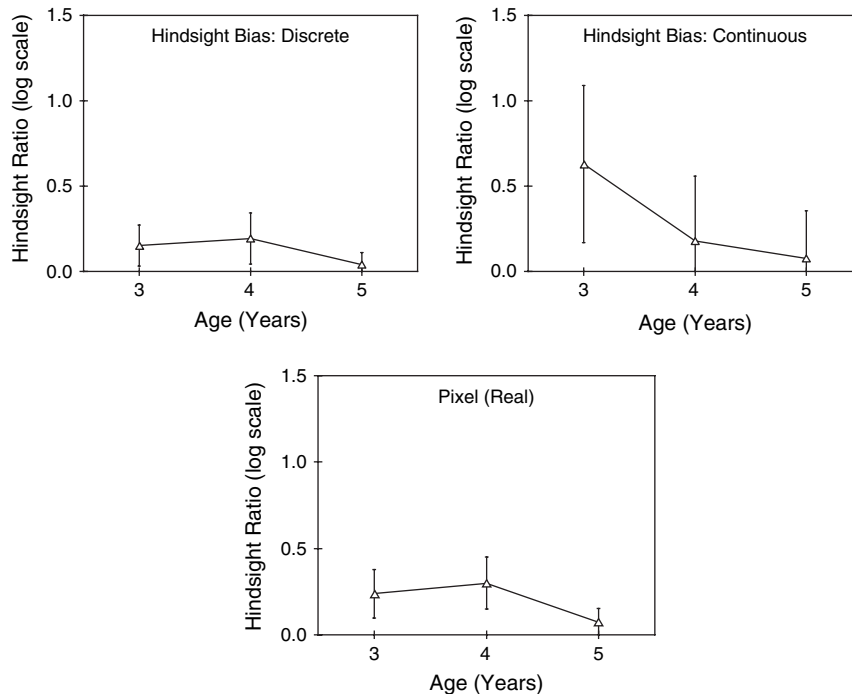 Hindsight Bias: Discrete
Hindsight Ratio (log scale)
1.5
1.0
0.5
0.0
3 4 5
Age (Years)
Hindsight Bias: Continuous
Hindsight Ratio (log scale)
1.5
1.0
0.5
0.0
3 4 5
Age (Years)
Pixel (Real)
Hindsight Ratio (log scale)
1.5
1.0
0.5
0.0
3 4 5
Age (Years)